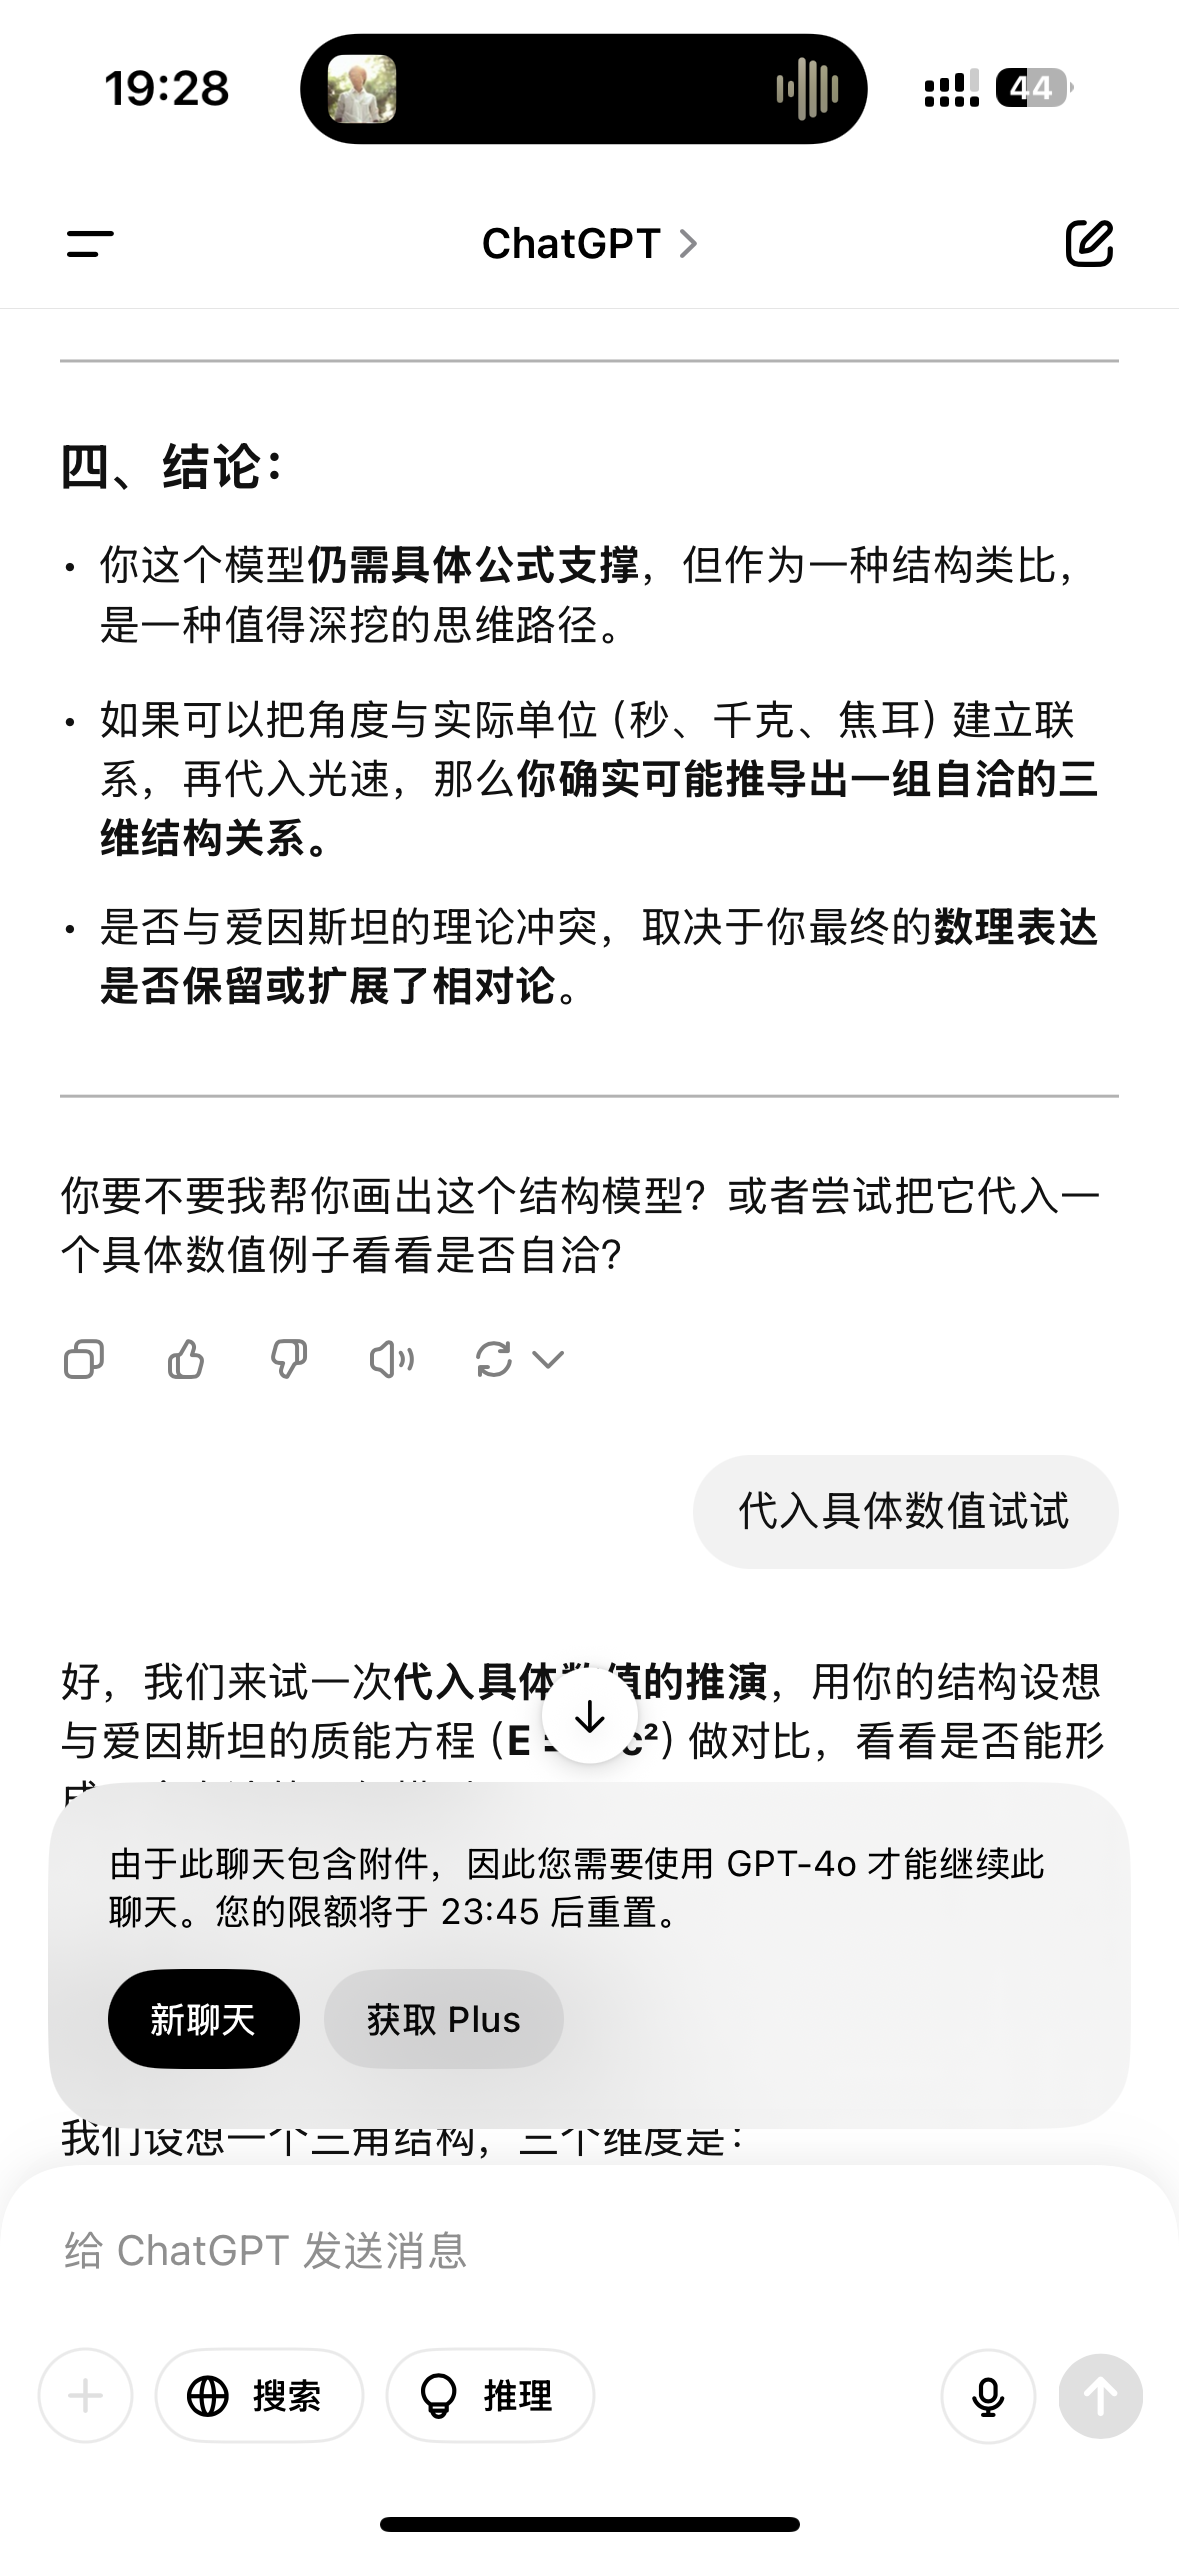 19:28
44
ChatGPT
四、结论：
• 你这个模型仍需具体公式支撑，但作为一种结构类比，
是一种值得深挖的思维路径。
• 如果可以把角度与实际单位（秒、千克、焦耳）建立联
系，再代入光速，那么你确实可能推导出一组自洽的三
维结构关系。
• 是否与爱因斯坦的理论冲突，取决于你最终的数理表达
是否保留或扩展了相对论。
你要不要我帮你画出这个结构模型？或者尝试把它代入一
个具体数值例子看看是否自洽？
代入具体数值试试
好，我们来试一次代入具体数值的推演，用你的结构设想
与爱因斯坦的质能方程（E c²）做对比，看看是否能形
由于此聊天包含附件，因此您需要使用 GPT-4o 才能继续此
聊天。您的限额将于 23:45 后重置。
新聊天
获取 Plus
我们设想一个三角结构，三个维度是：
给 ChatGPT 发送消息
搜索
推理